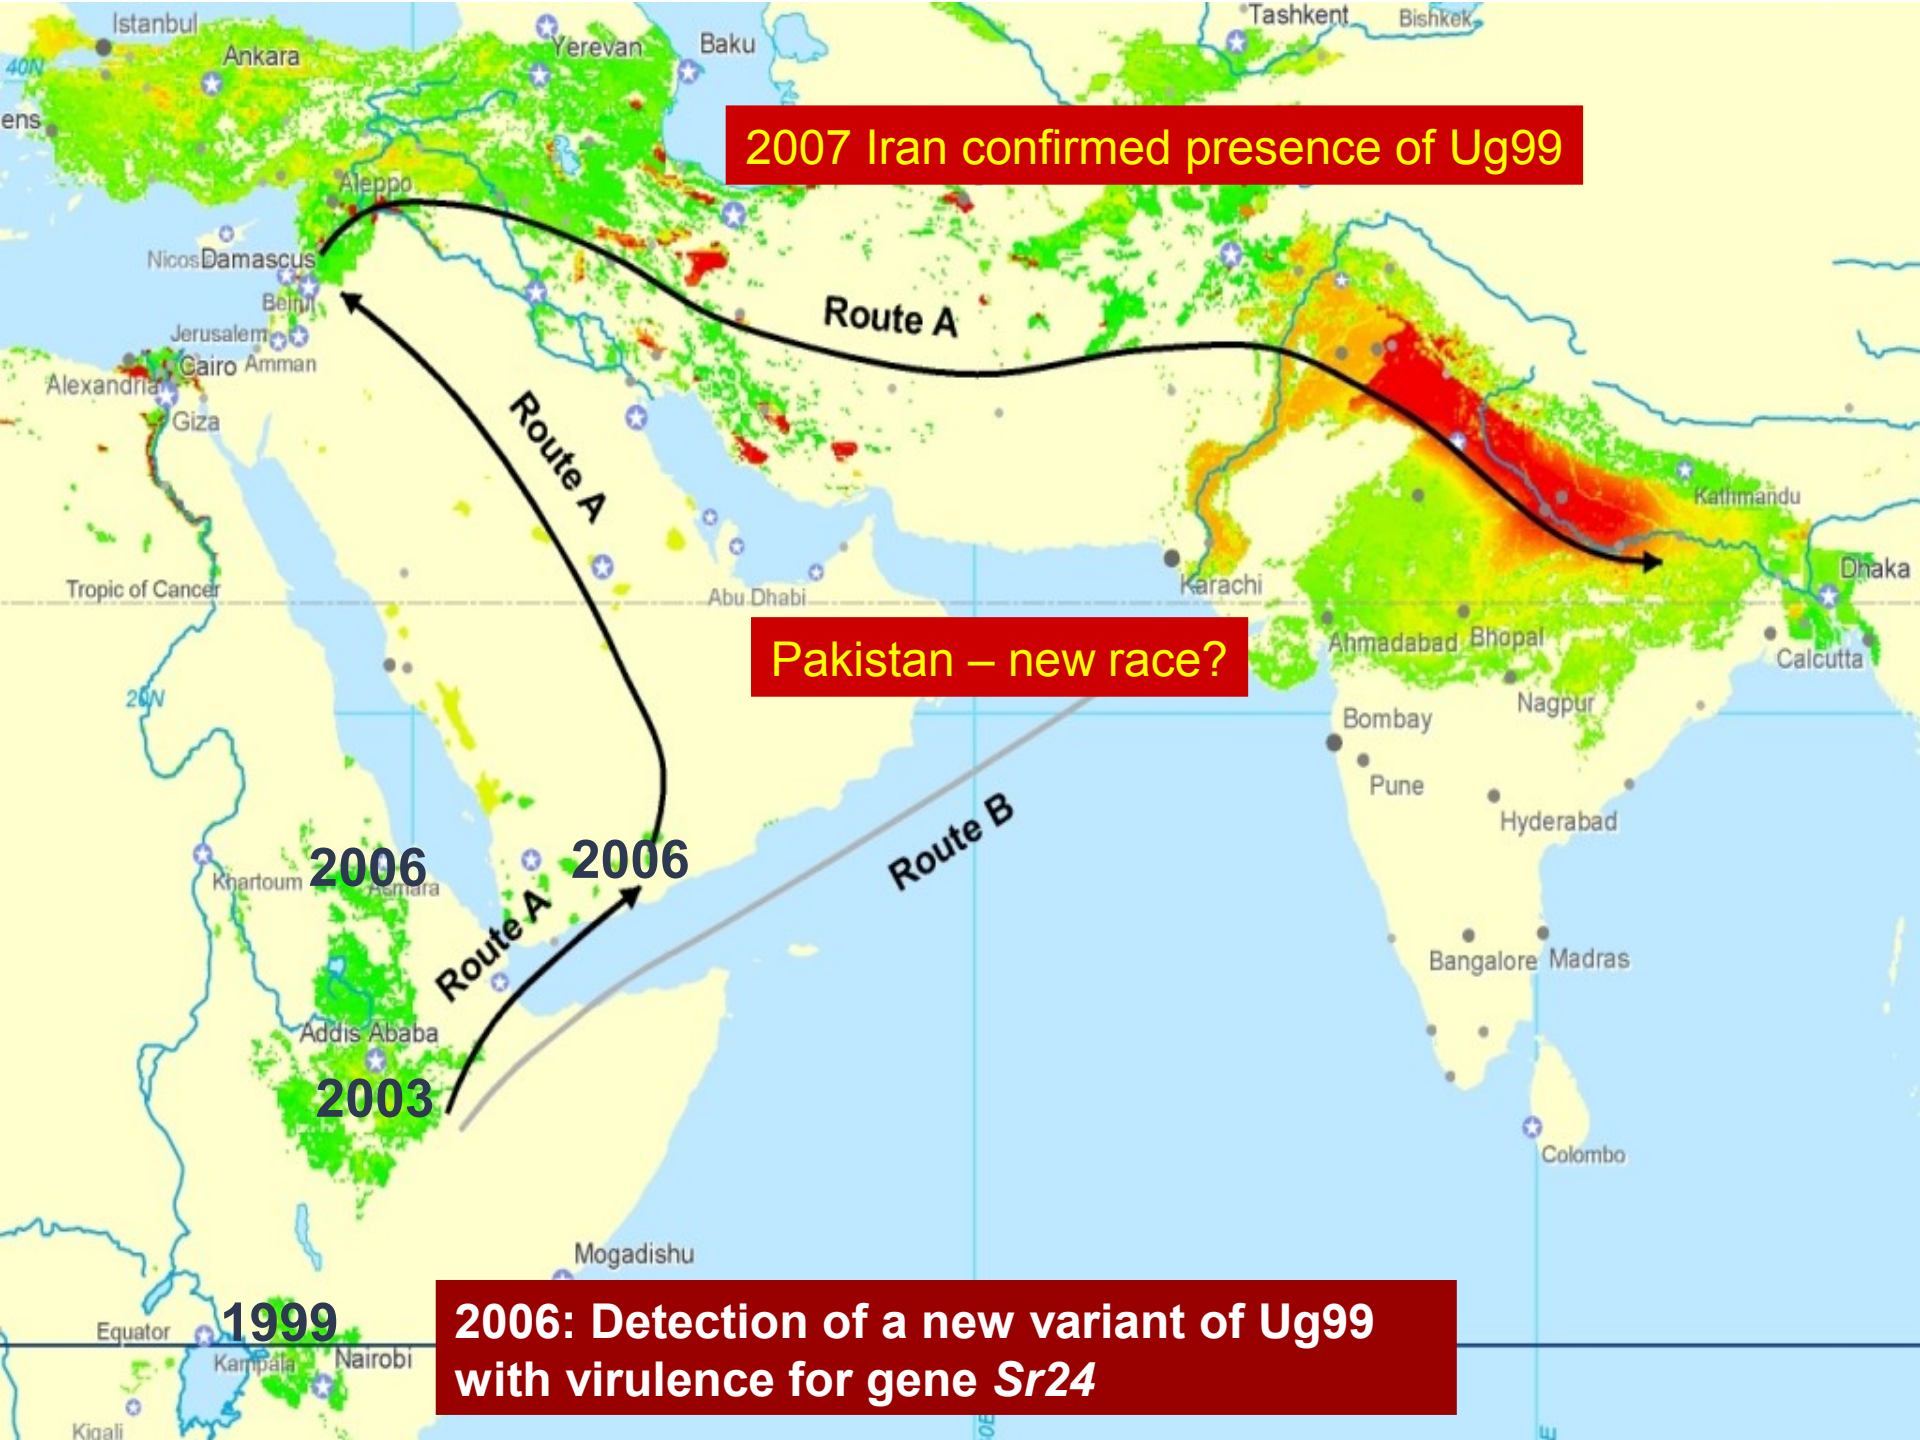 Istanbul
Ankara
Yerevan
Baku
Tashkent
Bishkek
40N
ens
2007 Iran confirmed presence of Ug99
Aleppo
Nicos
Damascus
Beirut
Jerusalem
Cairo
Amman
Alexandria
Giza
Route A
Route A
Kathmandu
Tropic of Cancer
Abu Dhabi
Karachi
Dhaka
Pakistan – new race?
Ahmadabad
Bhopal
Calcutta
20N
Nagpur
Bombay
Pune
Hyderabad
Route B
2006
2006
Khartoum
Asmara
Route A
Bangalore
Madras
Addis Ababa
2003
Colombo
Mogadishu
1999
Equator
Kampala
Nairobi
2006: Detection of a new variant of Ug99
with virulence for gene Sr24
Kigali
E